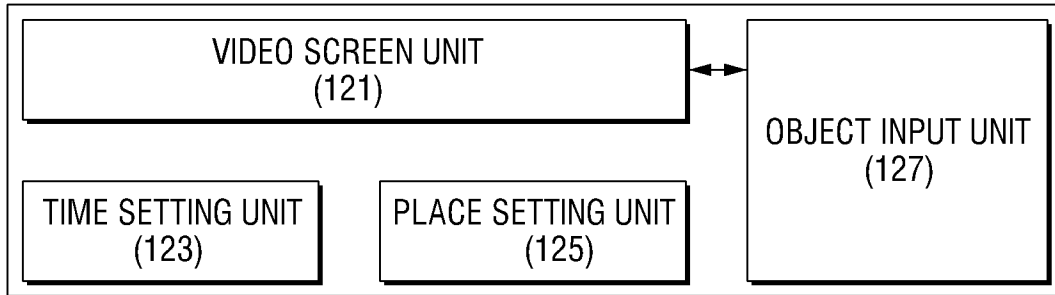 VIDEO SCREEN UNIT
(121)
OBJECT INPUT UNIT
(127)
TIME SETTING UNIT
(123)
PLACE SETTING UNIT
(125)